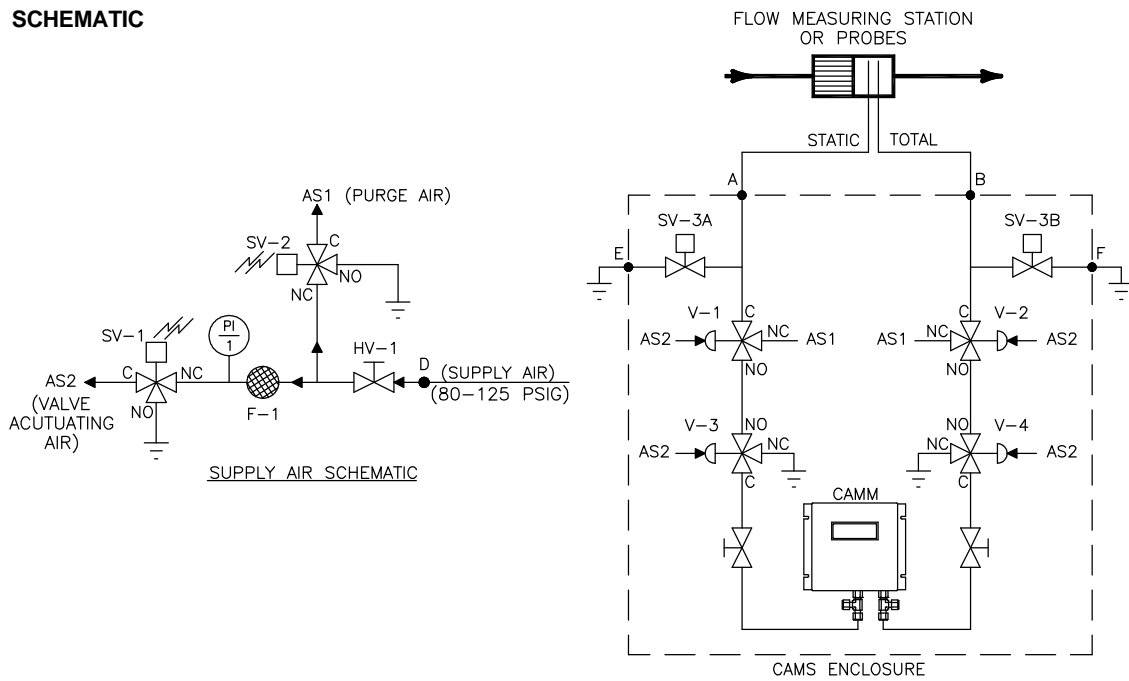 SCHEMATIC
FLOW MEASURING STATION
OR PROBES
STATIC
TOTAL
A
B
AS1 (PURGE AIR)
SV-2
C
NO
NC
SV-1
PI
1
HV-1
D
(SUPPLY AIR)
(80-125 PSIG)
AS2
C
NC
(VALVE
ACUTUATING
AIR)
NO
F-1
SUPPLY AIR SCHEMATIC
SV-3A
SV-3B
E
F
V-1
C
AS2
NC
AS1
NO
C
V-2
AS1
NC
AS2
NO
V-3
NO
AS2
NC
C
NO
V-4
NC
AS2
C
CAMM
CAMS ENCLOSURE